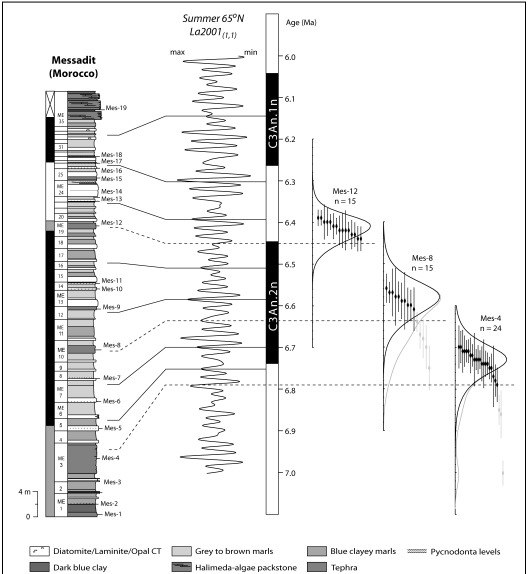 Summer 65°N
La2001(1,1)
Age (Ma)
max
min
Messadit
(Morocco)
6.0
6.1
6.2
6.3
6.4
6.5
6.6
6.7
6.8
6.9
7.0
C3An.1n
C3An.2n
Mes-19
Mes-18
Mes-17
Mes-16
Mes-15
Mes-14
Mes-13
Mes-12
Mes-11
Mes-10
Mes-9
Mes-8
Mes-7
Mes-6
Mes-5
Mes-4
Mes-3
Mes-2
Mes-1
ME
35
31
25
ME
24
20
ME
19
18
17
16
15
14
ME
13
12
ME
11
ME
10
9
8
ME
7
ME
6
5
4
ME
3
2
ME
1
4 m
0
Mes-12
n = 15
Mes-8
n = 15
Mes-4
n = 24
Diatomite/Laminite/Opal CT
Grey to brown marls
Blue clayey marls
Pycnodonta levels
Dark blue clay
Halimeda-algae packstone
Tephra